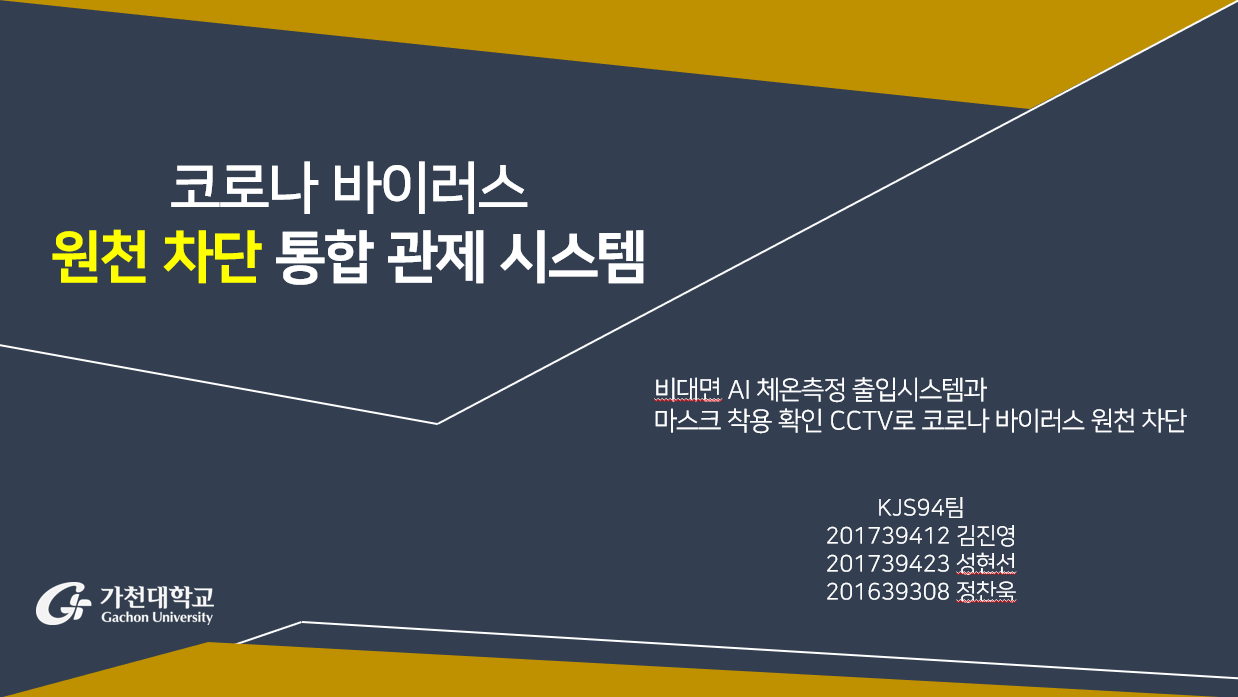 코로나 바이러스
원천 차단 통합 관제 시스템
비대면 AI 체온측정 출입시스템과
마스크 착용 확인 CCTV로 코로나 바이러스 원천 차단
KJS94팀
201739412 김진영
201739423 성현선
201639308 정찬욱
가천대학교
Gachon University